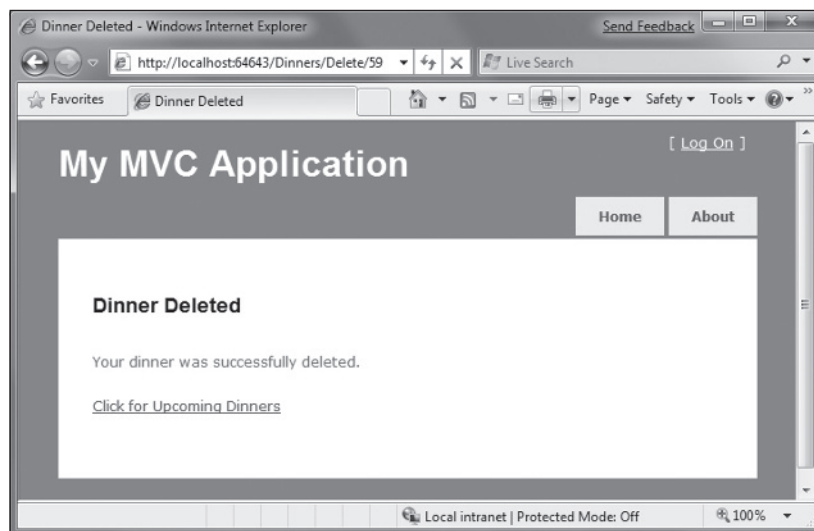 Dinner Deleted - Windows Internet Explorer
Send Feedback
http://localhost:64643/Dinners/Delete/59
Live Search
Favorites
Dinner Deleted
Page
Safety
Tools
My MVC Application
[ Log On ]
Home
About
Dinner Deleted
Your dinner was successfully deleted.
Click for Upcoming Dinners
Local intranet | Protected Mode: Off
100%